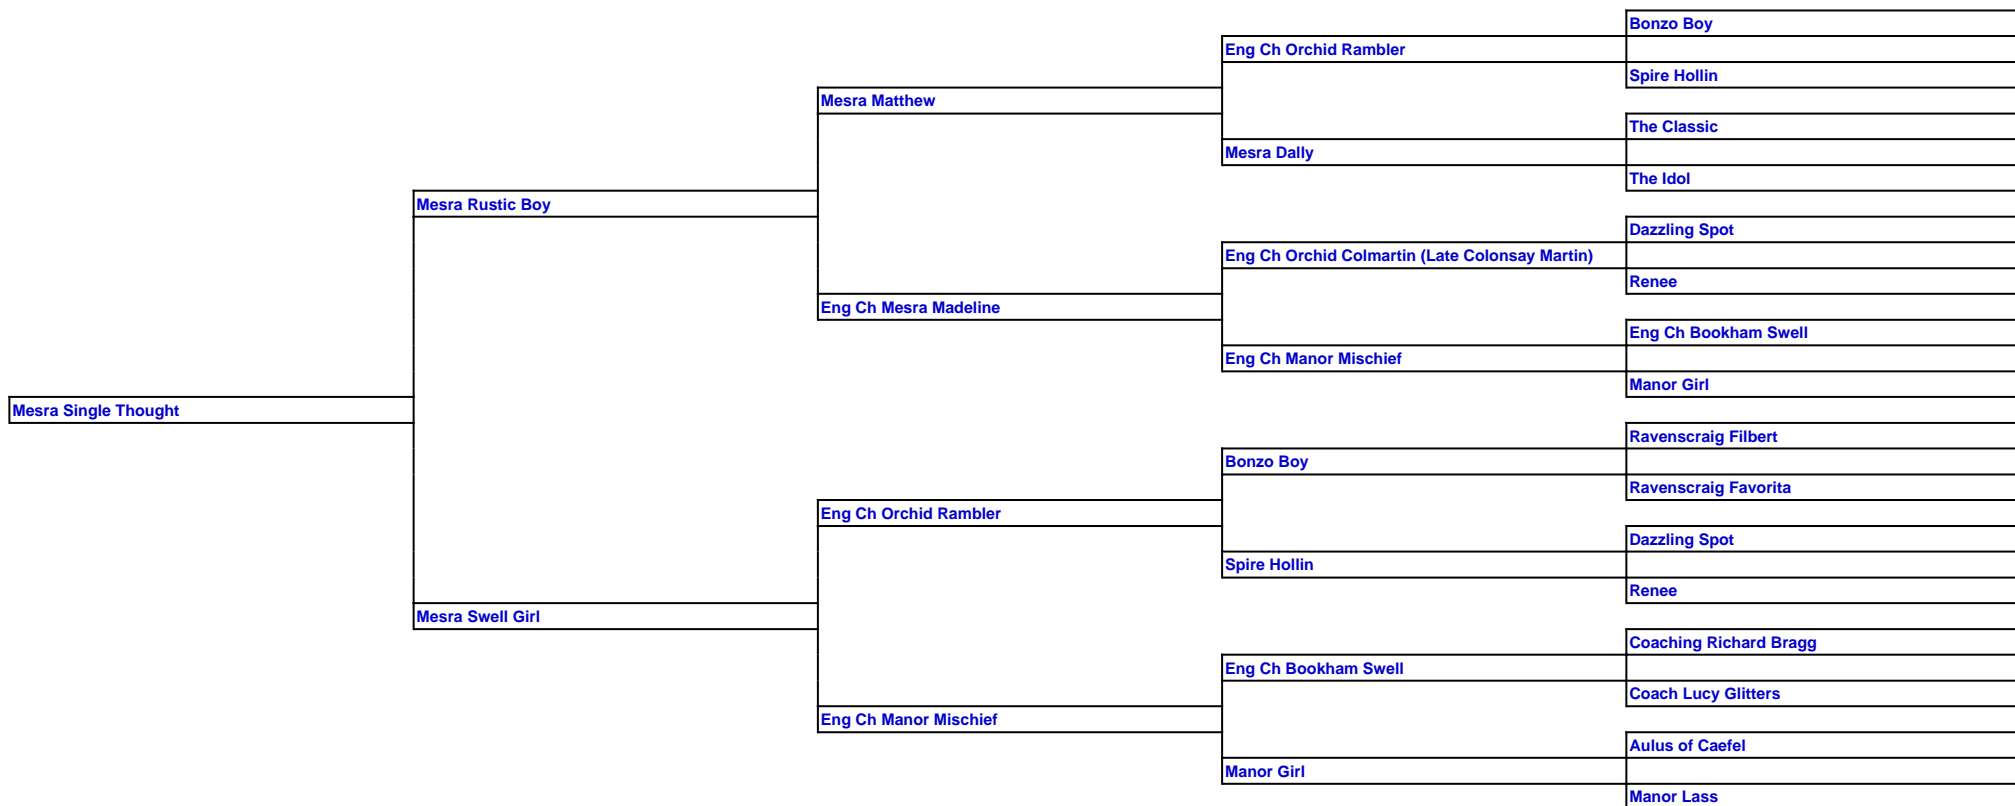 Bonzo Boy
Eng Ch Orchid Rambler
Spire Hollin
Mesra Matthew
The Classic
Mesra Dally
The Idol
Mesra Rustic Boy
Dazzling Spot
Eng Ch Orchid Colmartin (Late Colonsay Martin)
Renee
Eng Ch Mesra Madeline
Eng Ch Bookham Swell
Eng Ch Manor Mischief
Manor Girl
Mesra Single Thought
Ravenscraig Filbert
Bonzo Boy
Ravenscraig Favorita
Eng Ch Orchid Rambler
Dazzling Spot
Spire Hollin
Renee
Mesra Swell Girl
Coaching Richard Bragg
Eng Ch Bookham Swell
Coach Lucy Glitters
Eng Ch Manor Mischief
Aulus of Caefel
Manor Girl
Manor Lass